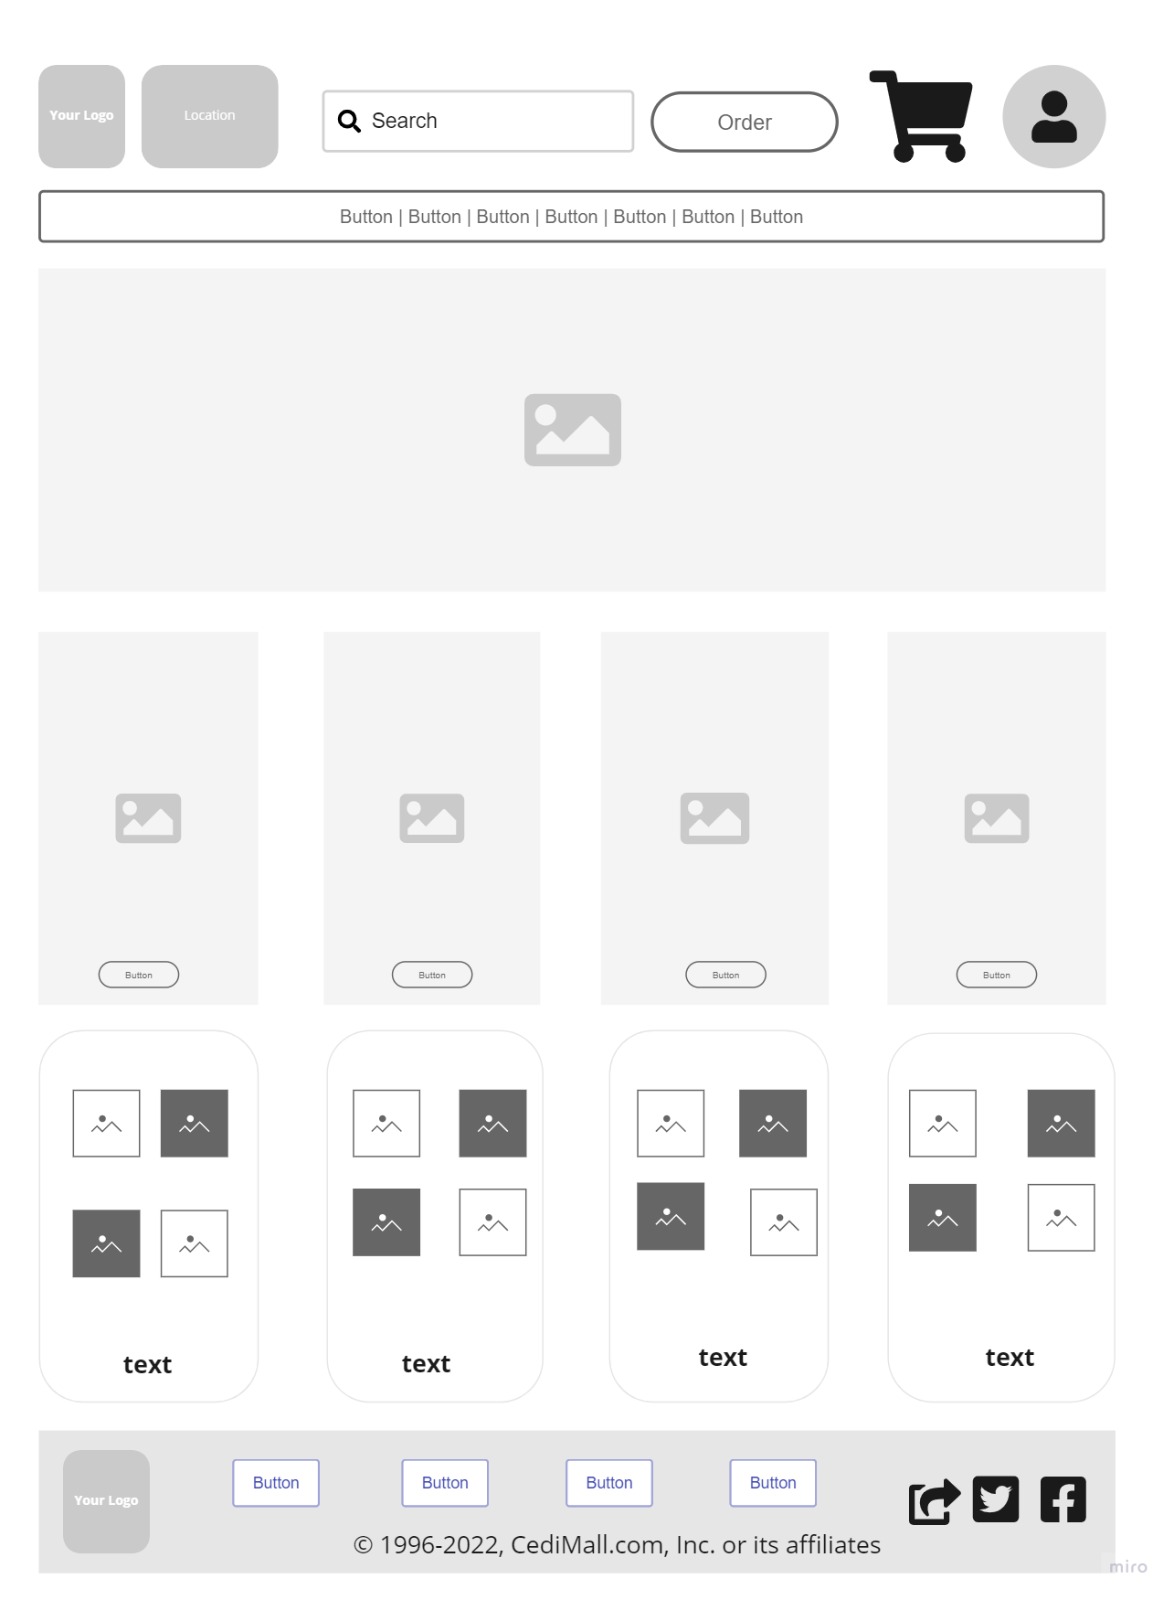 Your Logo
Location
Search
Order
Button | Button | Button | Button | Button | Button | Button
Button
Button
Button
Button
text
text
text
text
Your Logo
Button
Button
Button
Button
© 1996-2022, CediMall.com, Inc. or its affiliates
miro